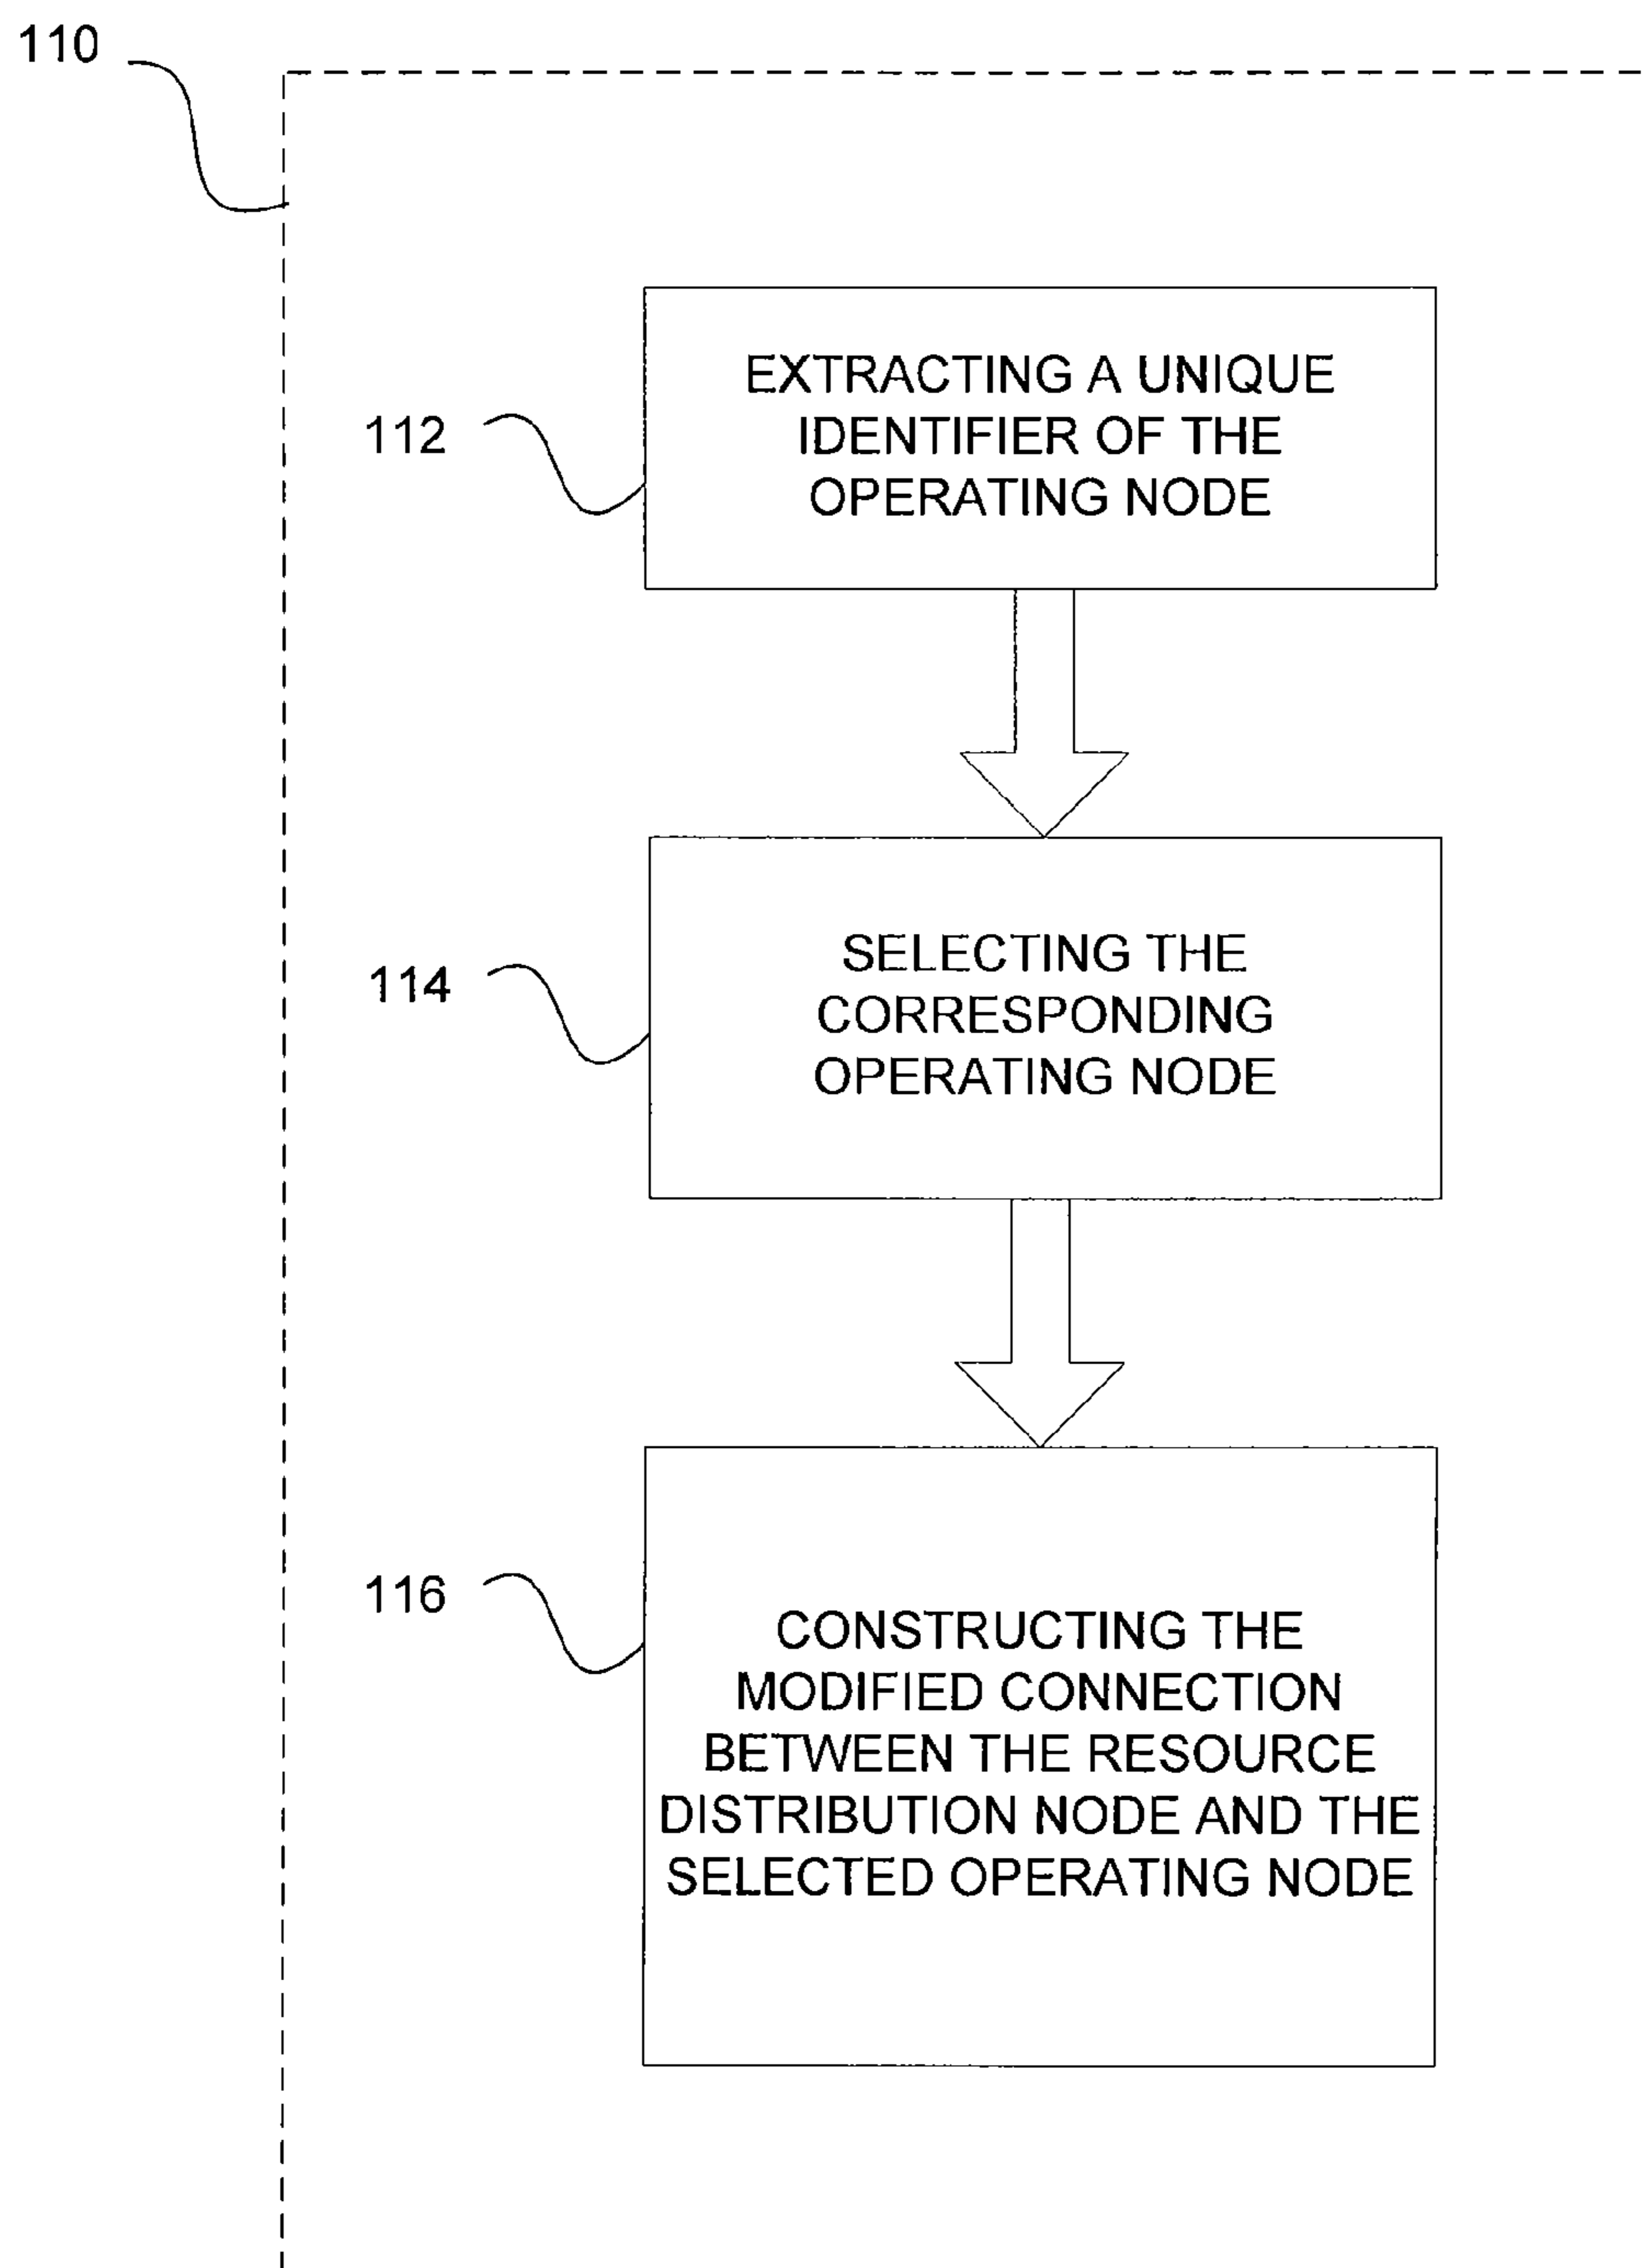 110
112
EXTRACTING A UNIQUE
IDENTIFIER OF THE
OPERATING NODE
114
SELECTING THE
CORRESPONDING
OPERATING NODE
116
CONSTRUCTING THE
MODIFIED CONNECTION
BETWEEN THE RESOURCE
DISTRIBUTION NODE AND THE
SELECTED OPERATING NODE